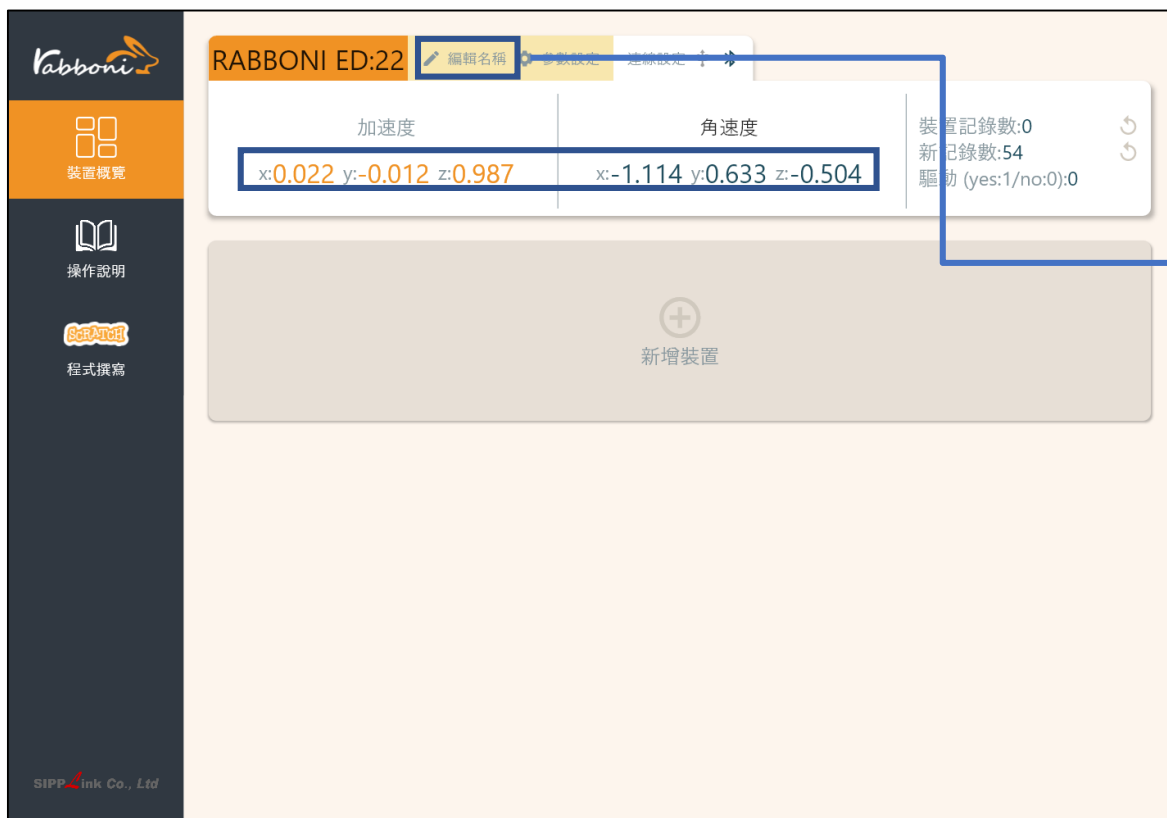 rabboni
裝置概覽
操作說明
SCRATCH
程式撰寫
SIPPLink Co., Ltd
RABBONI ED:22 編輯名稱 參數設定 連線設定
加速度 角速度
x:0.022 y:-0.012 z:0.987 x:-1.114 y:0.633 z:-0.504
裝置記錄數:0
新記錄數:54
驅動 (yes:1/no:0):0
新增裝置